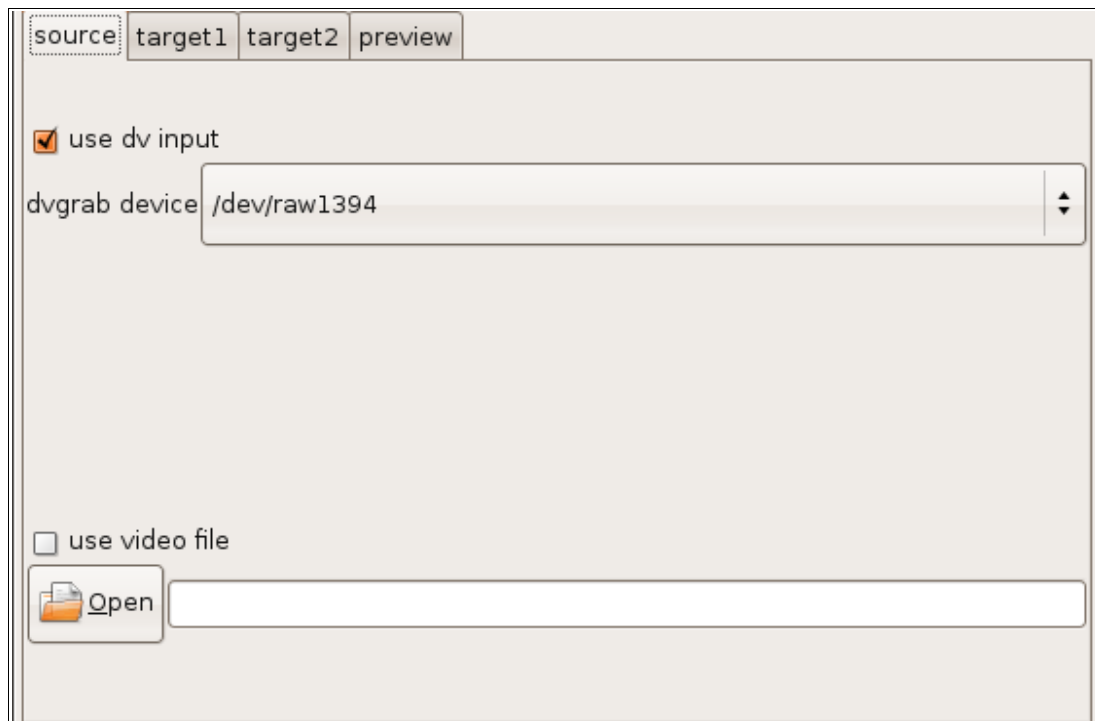 source target1 target2 preview
use dv input
dvgrab device /dev/raw1394
use video file
Open